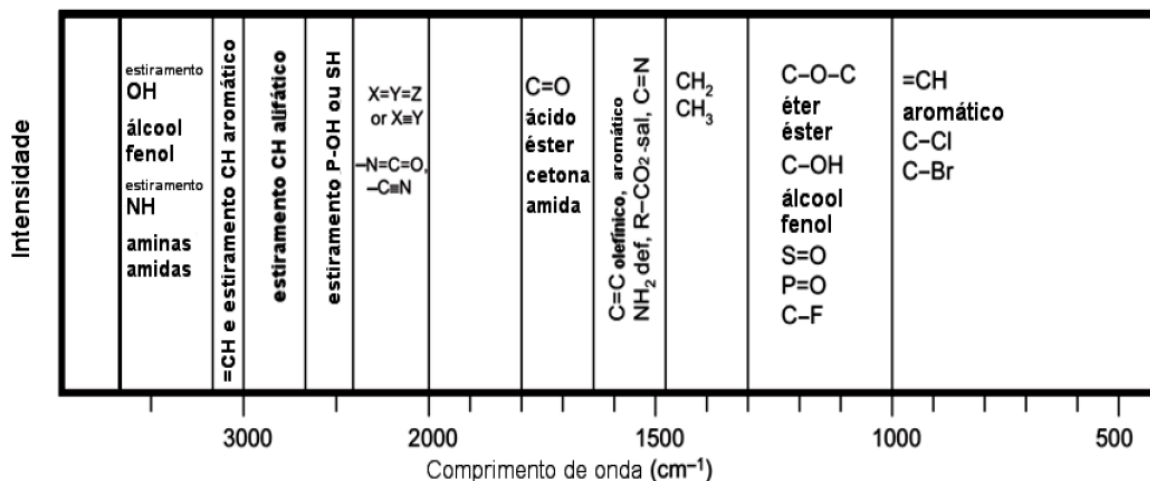 Intensidade
estiramento
OH
álcool
fenol
estiramento
NH
aminas
amidas
=CH e estiramento CH aromático
estiramento CH alifático
estiramento P-OH ou SH
X=Y=Z
or X≡Y
–N=C=O,
–C≡N
C=O
ácido
éster
cetona
amida
C=C olefínico, aromático
NH₂ def, R–CO₂-sal, C=N
CH₂
CH₃
C–O–C
éter
éster
C–OH
álcool
fenol
S=O
P=O
C–F
=CH
aromático
C–Cl
C–Br
3000 2000 1500 1000 500
Comprimento de onda (cm⁻¹)